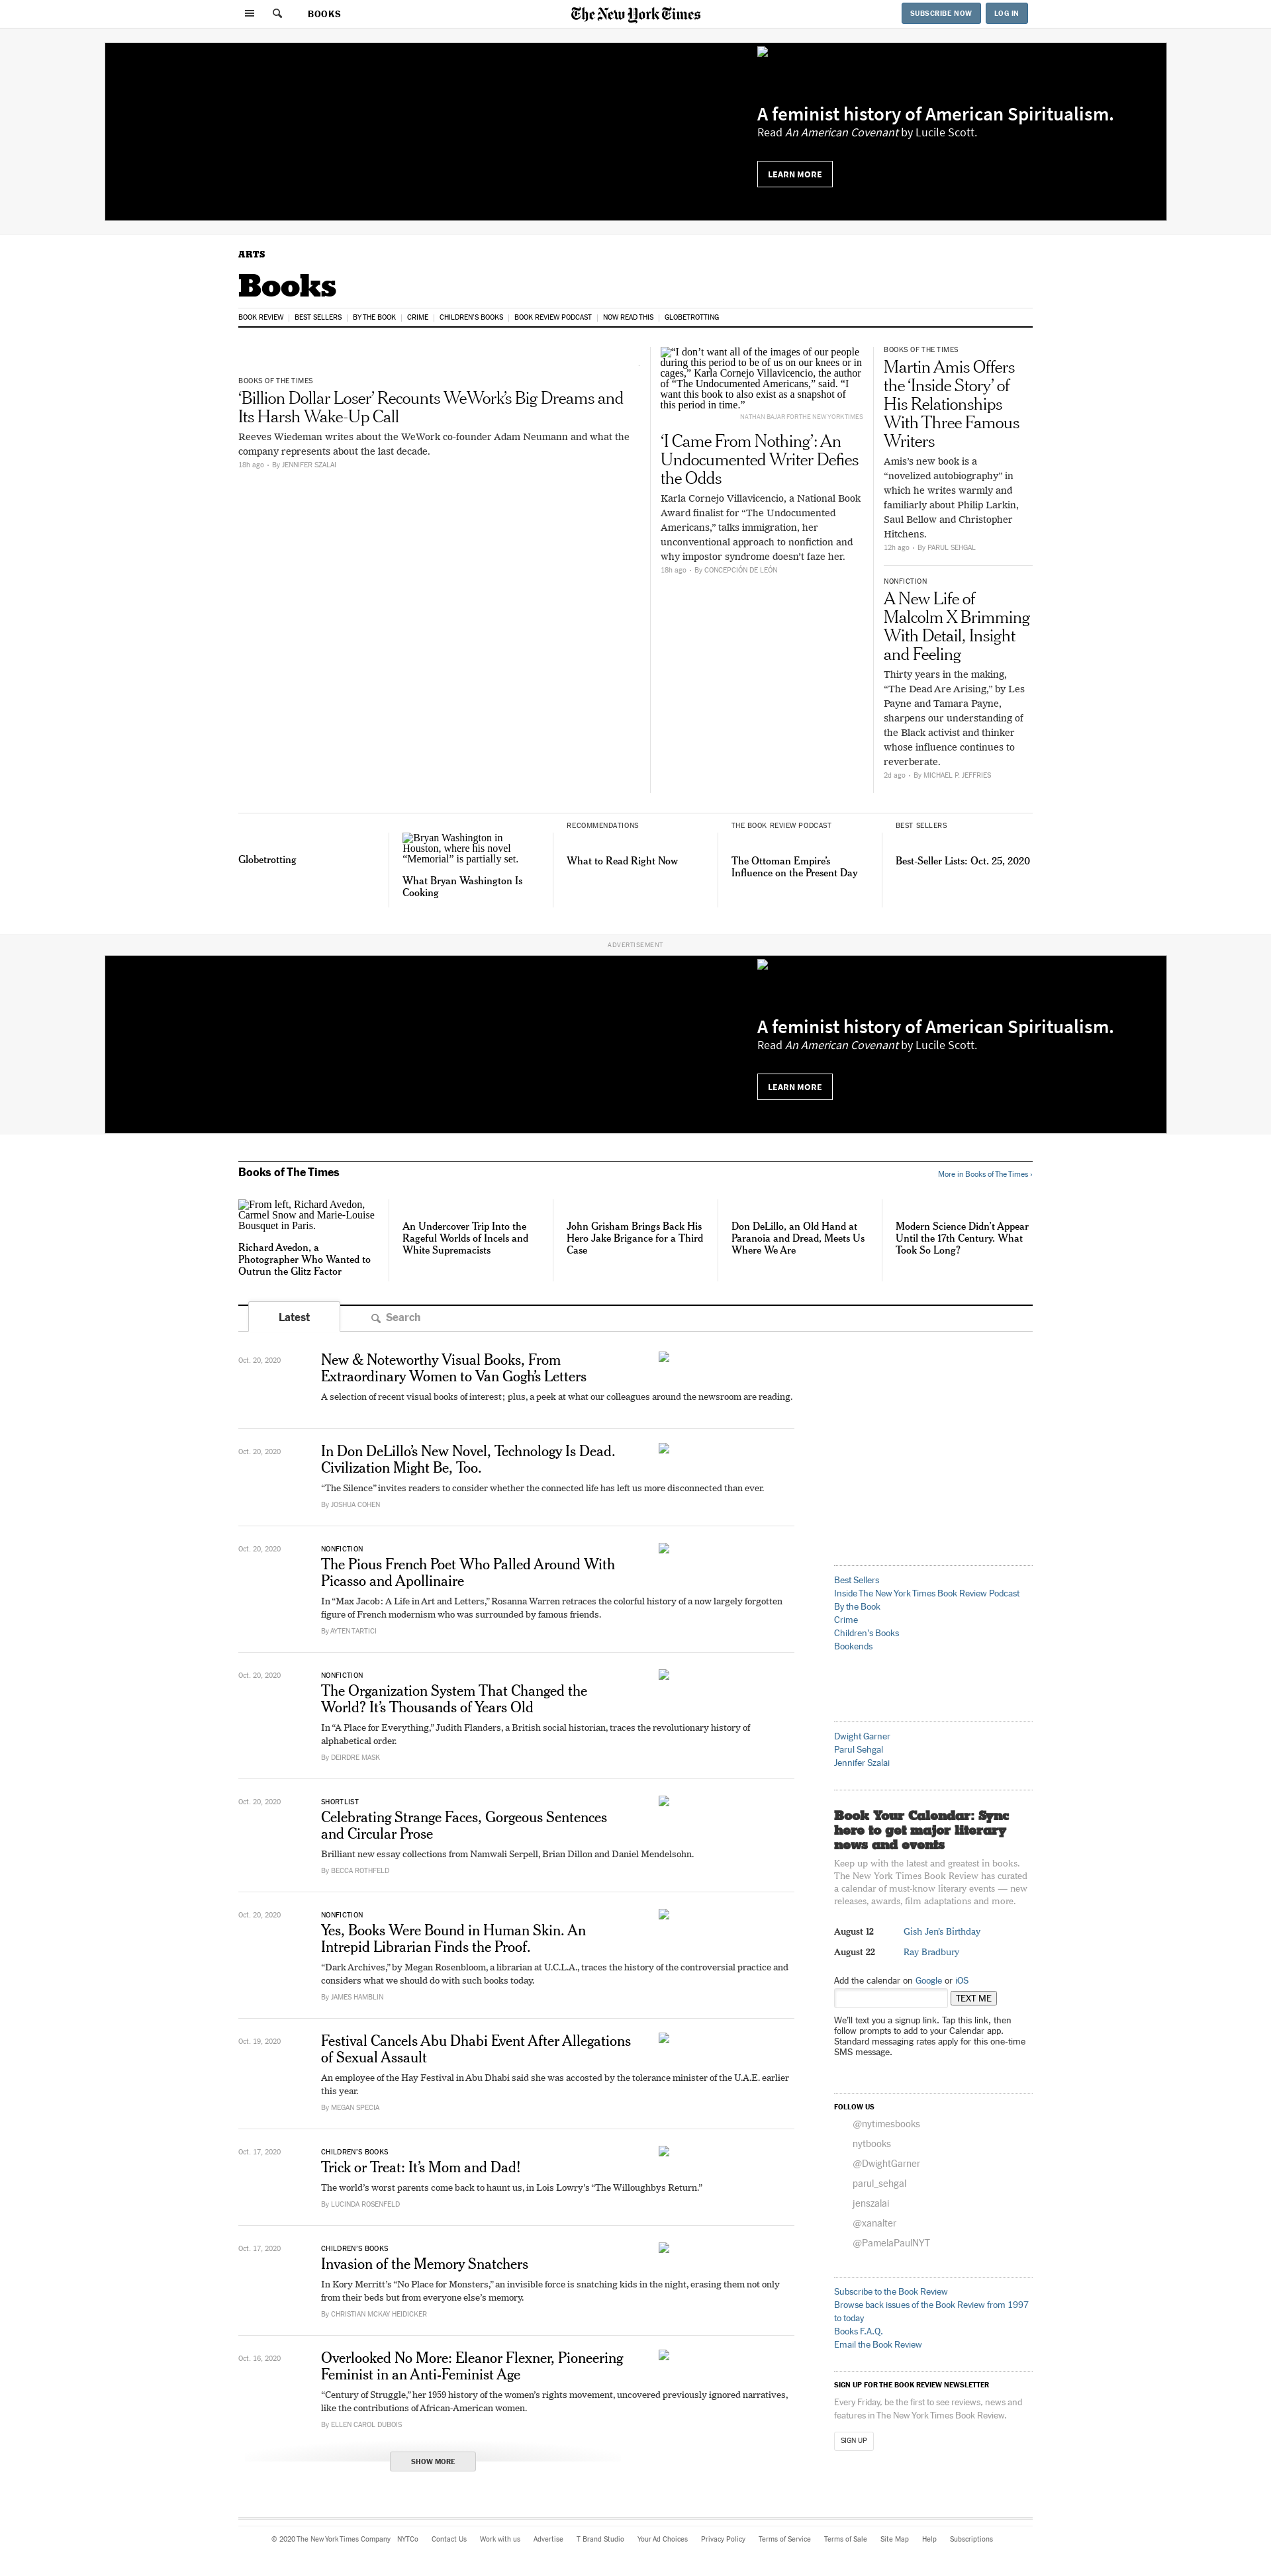 BOOKS
The New York Times
SUBSCRIBE NOW
LOG IN
A feminist history of American Spiritualism.
Read An American Covenant by Lucile Scott.
LEARN MORE
ARTS
Books
BOOK REVIEW | BEST SELLERS | BY THE BOOK | CRIME | CHILDREN'S BOOKS | BOOK REVIEW PODCAST | NOW READ THIS | GLOBETROTTING
BOOKS OF THE TIMES
‘Billion Dollar Loser’ Recounts WeWork’s Big Dreams and
Its Harsh Wake-Up Call
Reeves Wiedeman writes about the WeWork co-founder Adam Neumann and what the
company represents about the last decade.
18h ago • By JENNIFER SZALAI
“I don’t want all of the images of our people
during this period to be of us on our knees or in
cages,” Karla Cornejo Villavicencio, the author
of “The Undocumented Americans,” said. “I
want this book to also exist as a snapshot of
this period in time.”
NATHAN BAJAR FOR THE NEW YORK TIMES
‘I Came From Nothing’: An
Undocumented Writer Defies
the Odds
Karla Cornejo Villavicencio, a National Book
Award finalist for “The Undocumented
Americans,” talks immigration, her
unconventional approach to nonfiction and
why impostor syndrome doesn’t faze her.
18h ago • By CONCEPCIÓN DE LEÓN
BOOKS OF THE TIMES
Martin Amis Offers
the ‘Inside Story’ of
His Relationships
With Three Famous
Writers
Amis’s new book is a
“novelized autobiography” in
which he writes warmly and
familiarly about Philip Larkin,
Saul Bellow and Christopher
Hitchens.
12h ago • By PARUL SEHGAL
NONFICTION
A New Life of
Malcolm X Brimming
With Detail, Insight
and Feeling
Thirty years in the making,
“The Dead Are Arising,” by Les
Payne and Tamara Payne,
sharpens our understanding of
the Black activist and thinker
whose influence continues to
reverberate.
2d ago • By MICHAEL P. JEFFRIES
Globetrotting
Bryan Washington in
Houston, where his novel
“Memorial” is partially set.
What Bryan Washington Is
Cooking
RECOMMENDATIONS
What to Read Right Now
THE BOOK REVIEW PODCAST
The Ottoman Empire’s
Influence on the Present Day
BEST SELLERS
Best-Seller Lists: Oct. 25, 2020
ADVERTISEMENT
A feminist history of American Spiritualism.
Read An American Covenant by Lucile Scott.
LEARN MORE
Books of The Times
More in Books of The Times ›
From left, Richard Avedon,
Carmel Snow and Marie-Louise
Bousquet in Paris.
Richard Avedon, a
Photographer Who Wanted to
Outrun the Glitz Factor
An Undercover Trip Into the
Rageful Worlds of Incels and
White Supremacists
John Grisham Brings Back His
Hero Jake Brigance for a Third
Case
Don DeLillo, an Old Hand at
Paranoia and Dread, Meets Us
Where We Are
Modern Science Didn’t Appear
Until the 17th Century. What
Took So Long?
Latest
Search
Oct. 20, 2020
New & Noteworthy Visual Books, From
Extraordinary Women to Van Gogh’s Letters
A selection of recent visual books of interest; plus, a peek at what our colleagues around the newsroom are reading.
Oct. 20, 2020
In Don DeLillo’s New Novel, Technology Is Dead.
Civilization Might Be, Too.
“The Silence” invites readers to consider whether the connected life has left us more disconnected than ever.
By JOSHUA COHEN
Oct. 20, 2020
NONFICTION
The Pious French Poet Who Palled Around With
Picasso and Apollinaire
In “Max Jacob: A Life in Art and Letters,” Rosanna Warren retraces the colorful history of a now largely forgotten
figure of French modernism who was surrounded by famous friends.
By AYTEN TARTICI
Oct. 20, 2020
NONFICTION
The Organization System That Changed the
World? It’s Thousands of Years Old
In “A Place for Everything,” Judith Flanders, a British social historian, traces the revolutionary history of
alphabetical order.
By DEIRDRE MASK
Oct. 20, 2020
SHORTLIST
Celebrating Strange Faces, Gorgeous Sentences
and Circular Prose
Brilliant new essay collections from Namwali Serpell, Brian Dillon and Daniel Mendelsohn.
By BECCA ROTHFELD
Oct. 20, 2020
NONFICTION
Yes, Books Were Bound in Human Skin. An
Intrepid Librarian Finds the Proof.
“Dark Archives,” by Megan Rosenbloom, a librarian at U.C.L.A., traces the history of the controversial practice and
considers what we should do with such books today.
By JAMES HAMBLIN
Oct. 19, 2020
Festival Cancels Abu Dhabi Event After Allegations
of Sexual Assault
An employee of the Hay Festival in Abu Dhabi said she was accosted by the tolerance minister of the U.A.E. earlier
this year.
By MEGAN SPECIA
Oct. 17, 2020
CHILDREN’S BOOKS
Trick or Treat: It’s Mom and Dad!
The world’s worst parents come back to haunt us, in Lois Lowry’s “The Willoughbys Return.”
By LUCINDA ROSENFELD
Oct. 17, 2020
CHILDREN’S BOOKS
Invasion of the Memory Snatchers
In Kory Merritt’s “No Place for Monsters,” an invisible force is snatching kids in the night, erasing them not only
from their beds but from everyone else’s memory.
By CHRISTIAN MCKAY HEIDICKER
Oct. 16, 2020
Overlooked No More: Eleanor Flexner, Pioneering
Feminist in an Anti-Feminist Age
“Century of Struggle,” her 1959 history of the women’s rights movement, uncovered previously ignored narratives,
like the contributions of African-American women.
By ELLEN CAROL DUBOIS
SHOW MORE
Best Sellers
Inside The New York Times Book Review Podcast
By the Book
Crime
Children's Books
Bookends
Dwight Garner
Parul Sehgal
Jennifer Szalai
Book Your Calendar: Sync
here to get major literary
news and events
Keep up with the latest and greatest in books.
The New York Times Book Review has curated
a calendar of must-know literary events — new
releases, awards, film adaptations and more.
August 12 Gish Jen’s Birthday
August 22 Ray Bradbury
Add the calendar on Google or iOS
TEXT ME
We’ll text you a signup link. Tap this link, then
follow prompts to add to your Calendar app.
Standard messaging rates apply for this one-time
SMS message.
FOLLOW US
@nytimesbooks
nytbooks
@DwightGarner
parul_sehgal
jenszalai
@xanalter
@PamelaPaulNYT
Subscribe to the Book Review
Browse back issues of the Book Review from 1997
to today
Books F.A.Q.
Email the Book Review
SIGN UP FOR THE BOOK REVIEW NEWSLETTER
Every Friday, be the first to see reviews, news and
features in The New York Times Book Review.
SIGN UP
© 2020 The New York Times Company NYTCo Contact Us Work with us Advertise T Brand Studio Your Ad Choices Privacy Policy Terms of Service Terms of Sale Site Map Help Subscriptions